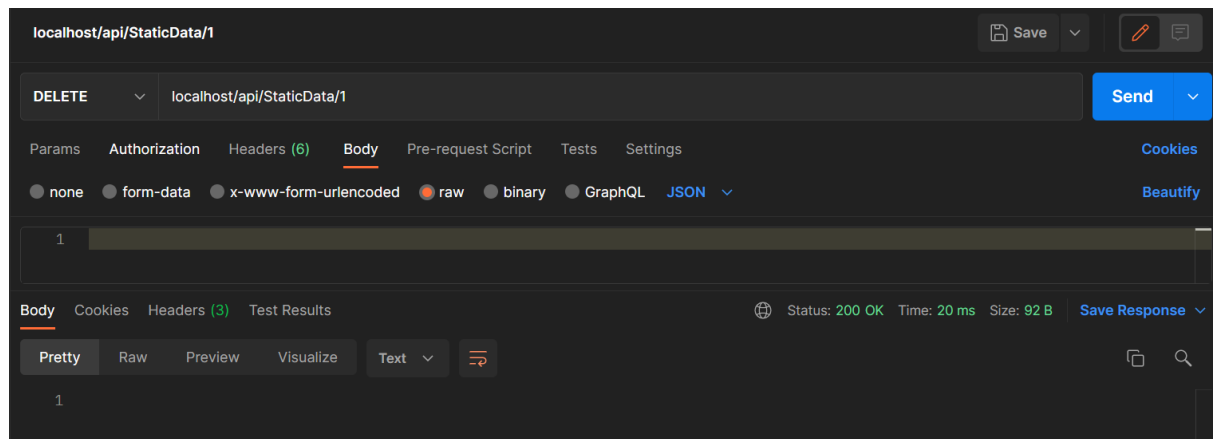 localhost/api/StaticData/1 Save
DELETE localhost/api/StaticData/1 Send
Params Authorization Headers (6) Body Pre-request Script Tests Settings Cookies
none form-data x-www-form-urlencoded raw binary GraphQL JSON Beautify
1
Body Cookies Headers (3) Test Results Status: 200 OK Time: 20 ms Size: 92 B Save Response
Pretty Raw Preview Visualize Text
1